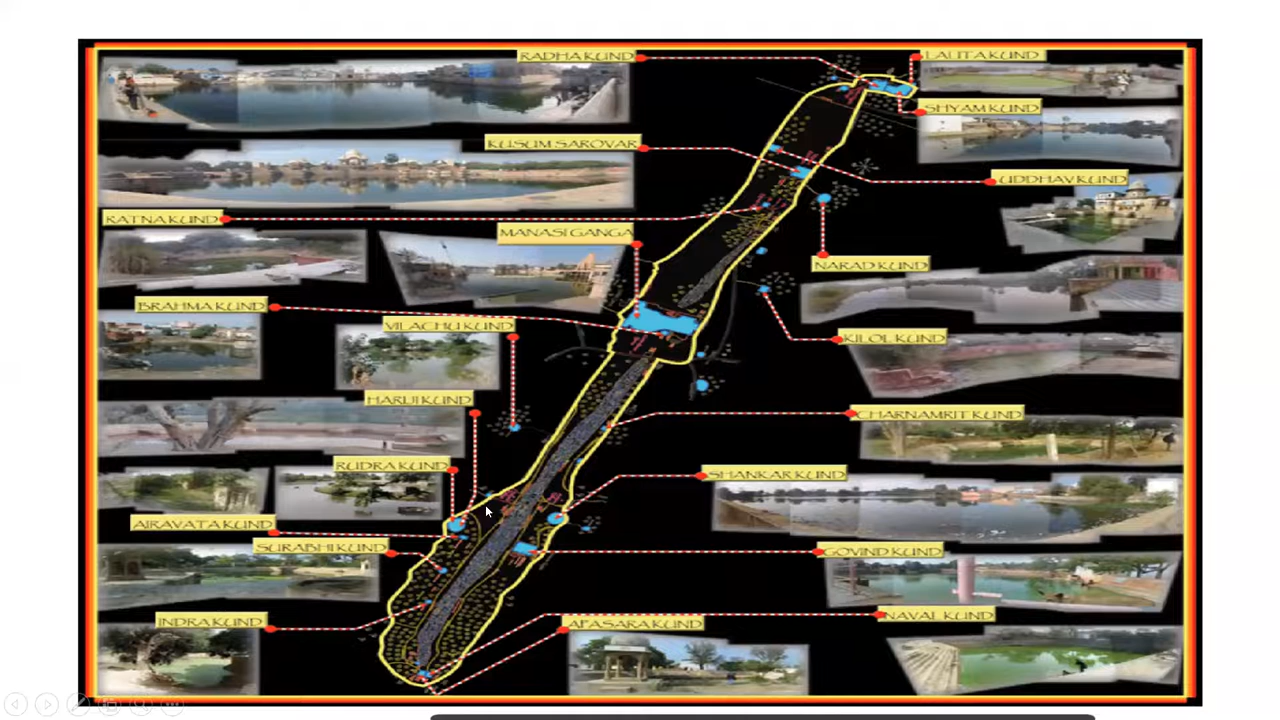 RADHA KUND
LALITA KUND
SHYAM KUND
KUSUM SAROVAR
UDDHAV KUND
RATNA KUND
MANASI GANGA
NARAD KUND
BRAHMA KUND
VILACHU KUND
KILOL KUND
HARIJI KUND
CHARNAMRIT KUND
RUDRA KUND
SHANKAR KUND
AIRAVATA KUND
SURABHI KUND
GOVIND KUND
INDRA KUND
APASARA KUND
NAVAL KUND